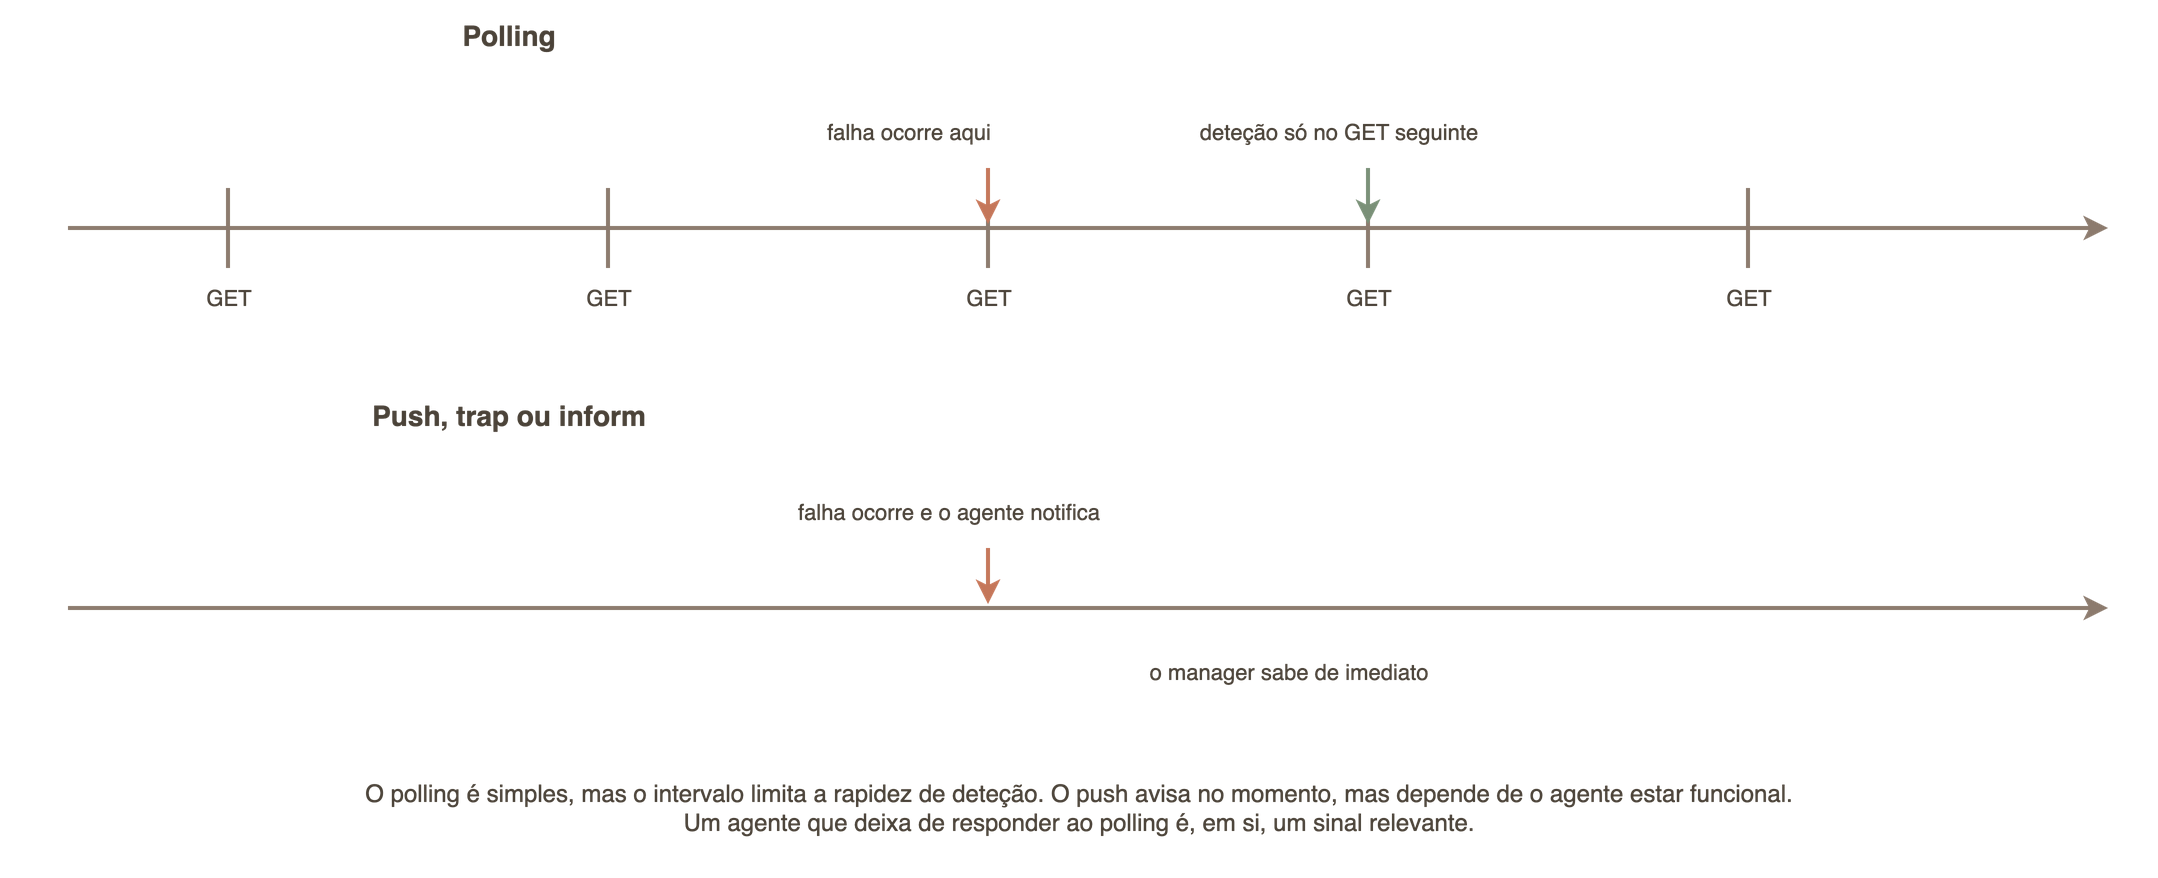 Polling
falha ocorre aqui
deteção só no GET seguinte
GET
GET
GET
GET
GET
Push, trap ou inform
falha ocorre e o agente notifica
o manager sabe de imediato
O polling é simples, mas o intervalo limita a rapidez de deteção. O push avisa no momento, mas depende de o agente estar funcional.
Um agente que deixa de responder ao polling é, em si, um sinal relevante.